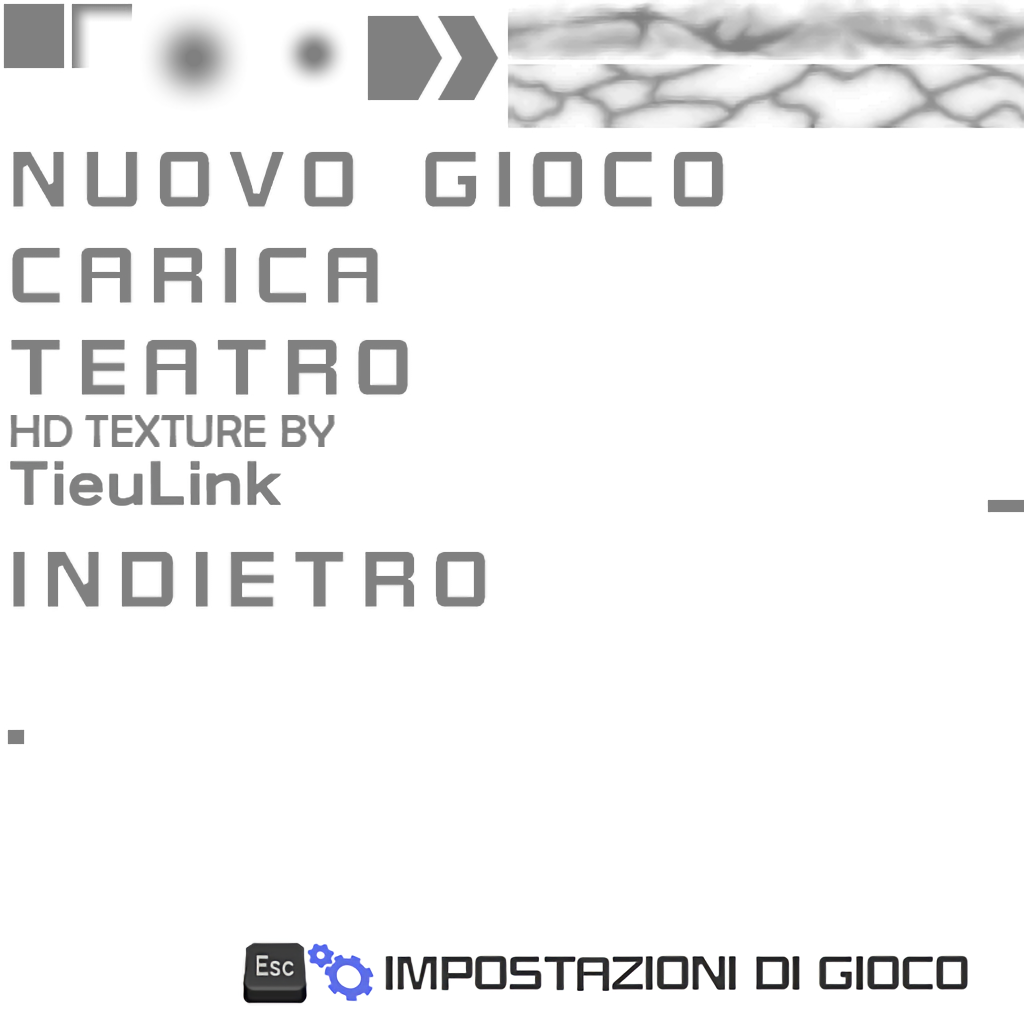 NUOVO GIOCO
CARICA
TEATRO
HD TEXTURE BY
TieuLink
INDIETRO
Esc IMPOSTAZIONI DI GIOCO